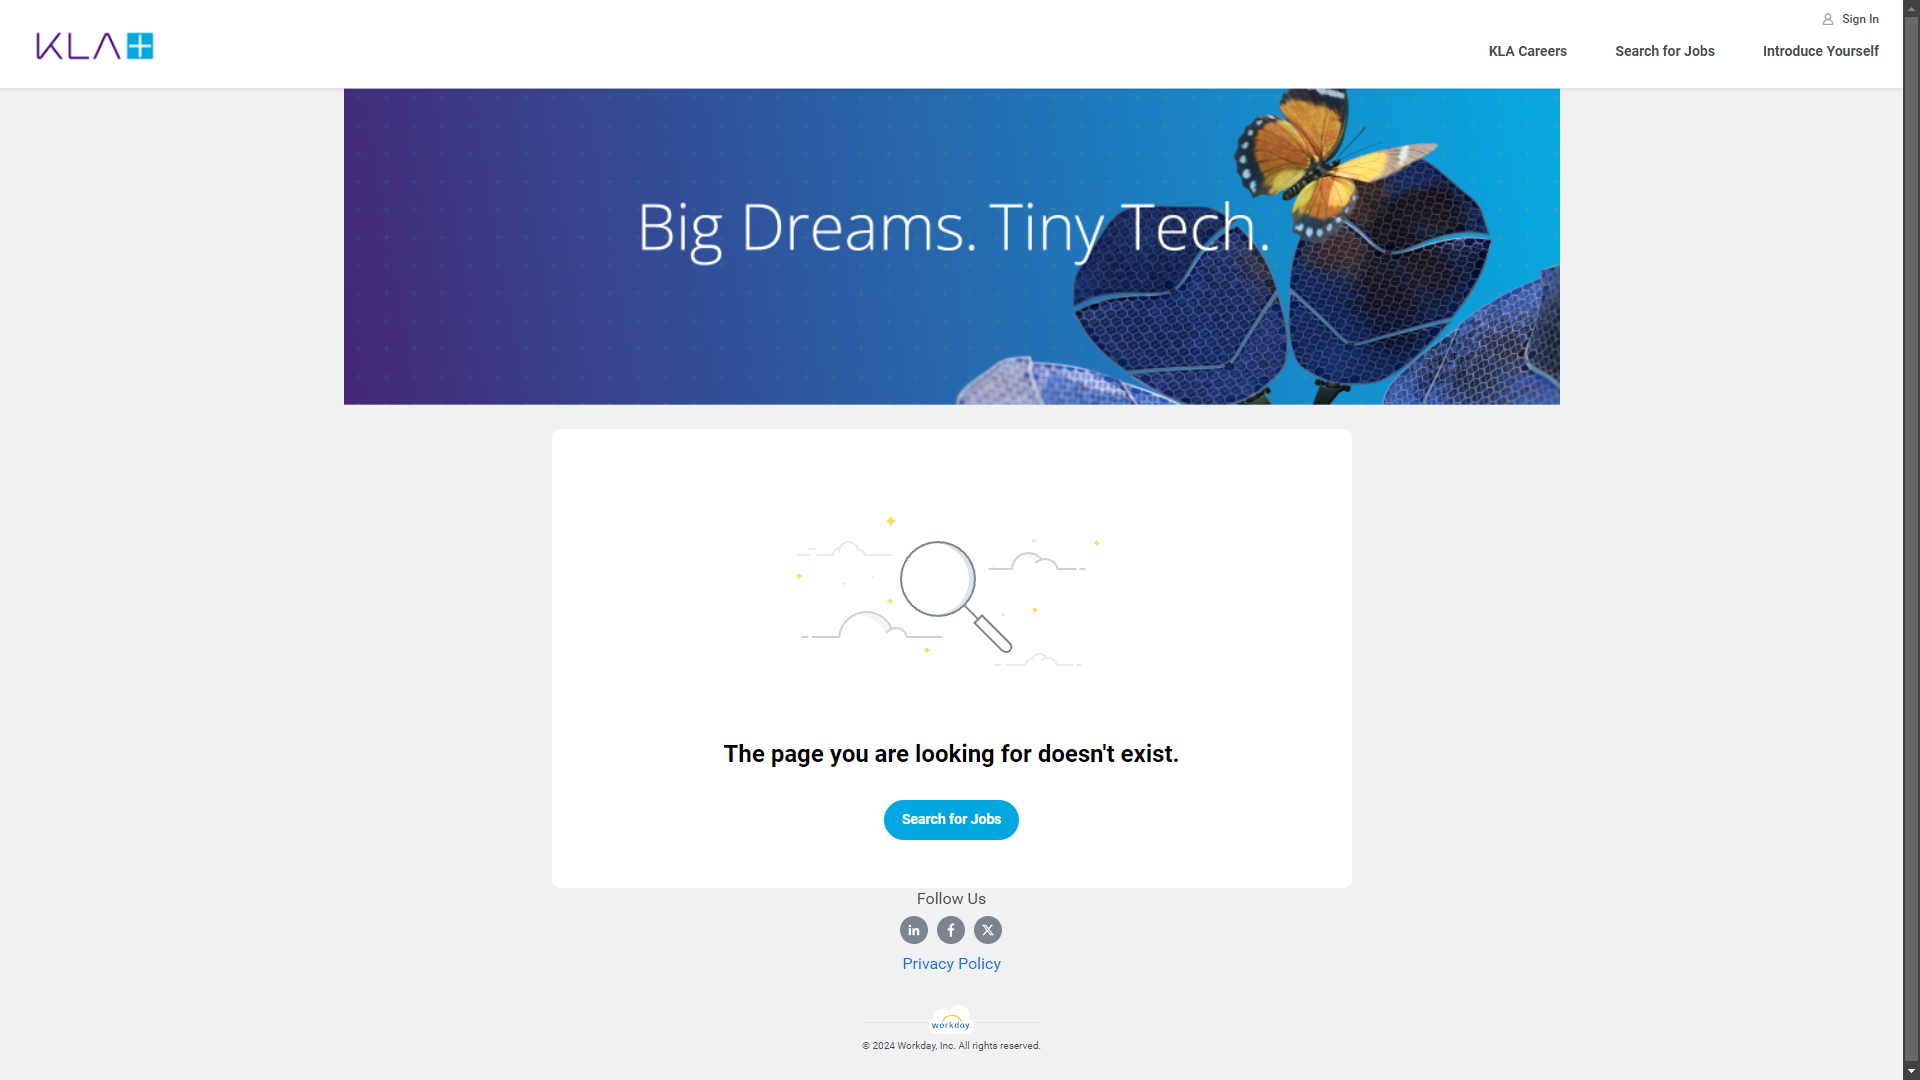 Sign In
KLA
KLA Careers
Search for Jobs
Introduce Yourself
Big Dreams. Tiny Tech.
The page you are looking for doesn't exist.
Search for Jobs
Follow Us
in
f
X
Privacy Policy
workday.
© 2024 Workday, Inc. All rights reserved.